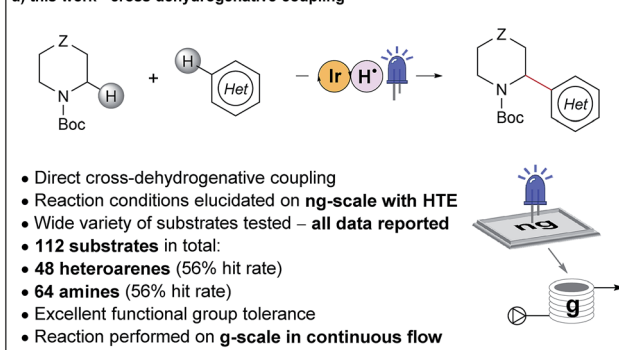 d) this work - cross dehydrogenative coupling
Z
H
N
Boc
+
H
Het
Ir
H•
Z
N
Boc
Het
• Direct cross-dehydrogenative coupling
• Reaction conditions elucidated on ng-scale with HTE
• Wide variety of substrates tested – all data reported
• 112 substrates in total:
• 48 heteroarenes (56% hit rate)
• 64 amines (56% hit rate)
• Excellent functional group tolerance
• Reaction performed on g-scale in continuous flow
ng
g